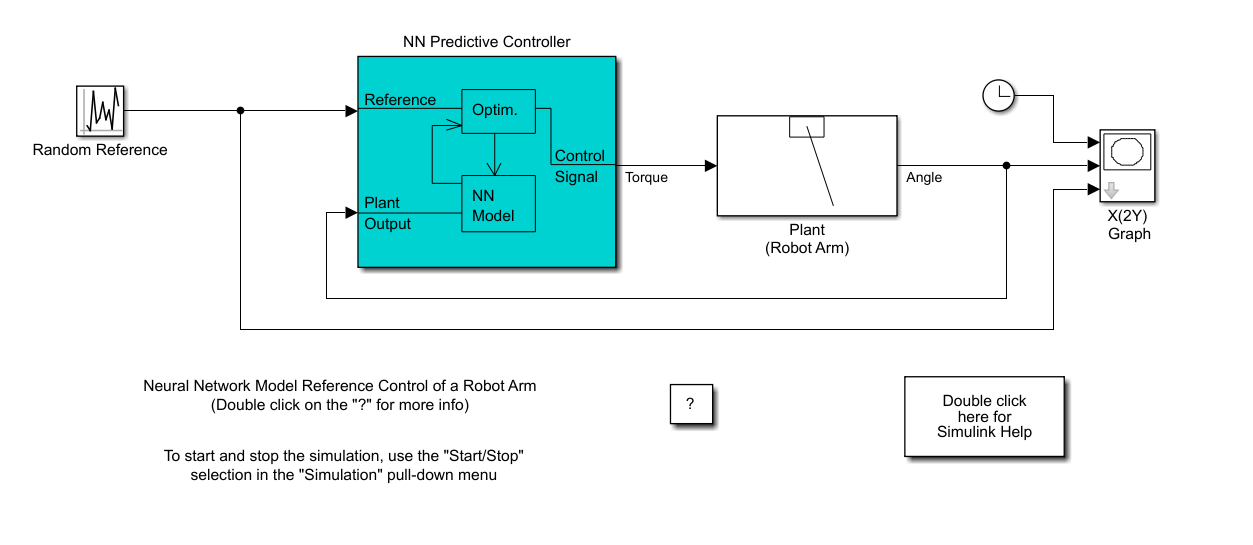 NN Predictive Controller
Random Reference
Reference
Optim.
Control
Signal
Plant
Output
NN
Model
Torque
Plant
(Robot Arm)
Angle
X(2Y)
Graph
Neural Network Model Reference Control of a Robot Arm
(Double click on the "?" for more info)
?
Double click
here for
Simulink Help
To start and stop the simulation, use the "Start/Stop"
selection in the "Simulation" pull-down menu